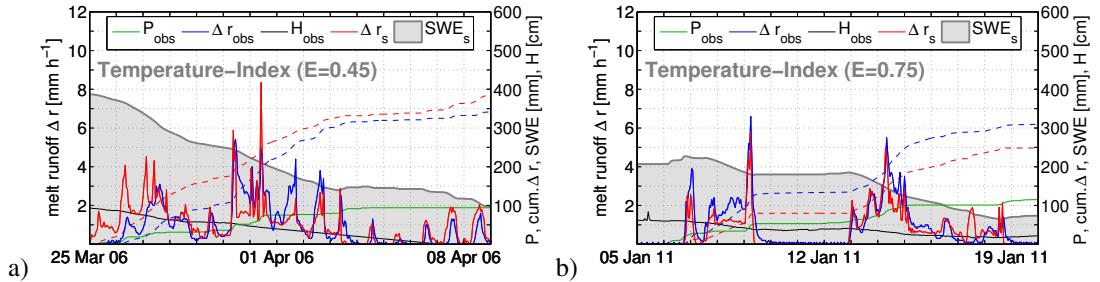 12 600
P_obs Δ r_obs H_obs Δ r_s SWE_s
10 500
Temperature−Index (E=0.45)
8 400
6 300
4 200
2 100
0
25 Mar 06 01 Apr 06 08 Apr 06
melt runoff Δ r [mm h⁻¹]
P, cum.Δ r, SWE [mm], H [cm]
a)
12 600
P_obs Δ r_obs H_obs Δ r_s SWE_s
10 500
Temperature−Index (E=0.75)
8 400
6 300
4 200
2 100
0 0
05 Jan 11 12 Jan 11 19 Jan 11
melt runoff Δ r [mm h⁻¹]
P, cum.Δ r, SWE [mm], H [cm]
b)